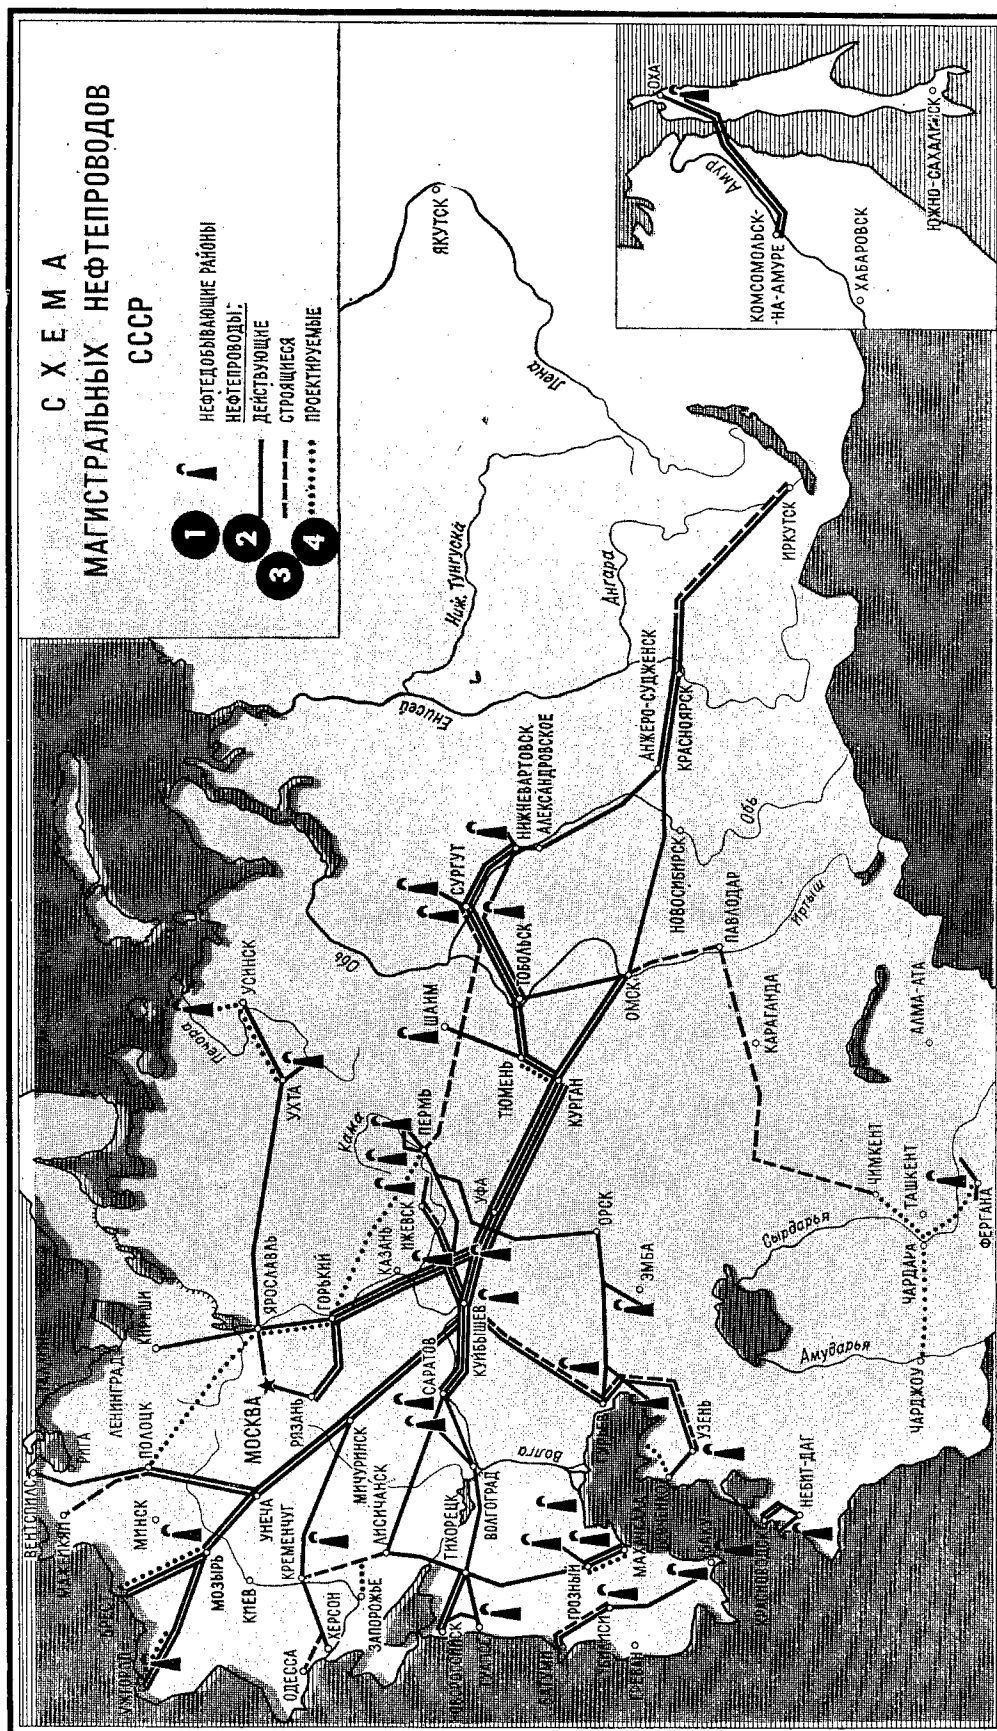 СХЕМА
МАГИСТРАЛЬНЫХ НЕФТЕПРОВОДОВ
СССР
1 НЕФТЕДОБЫВАЮЩИЕ РАЙОНЫ
НЕФТЕПРОВОДЫ:
2 ДЕЙСТВУЮЩИЕ
3 СТРОЯЩИЕСЯ
4 ПРОЕКТИРУЕМЫЕ
ВЕНТСПИЛС
РИГА
ЛЕНИНГРАД
КИРИШИ
ПОЛОЦК
МИНСК
БРЕСТ
УЖГОРОД
МОЗЫРЬ
УНЕЧА
КИЕВ
КРЕМЕНЧУГ
ОДЕССА
ХЕРСОН
ЗАПОРОЖЬЕ
ЛИСИЧАНСК
МИЧУРИНСК
МОСКВА
РЯЗАНЬ
ЯРОСЛАВЛЬ
ГОРЬКИЙ
КАЗАНЬ
ИЖЕВСК
Кама
ПЕРМЬ
УХТА
УСИНСК
Печора
САРАТОВ
КУЙБЫШЕВ
УФА
ОРСК
ЭМБА
ТИХОРЕЦК
ВОЛГОГРАД
Волга
НОВОРОССИЙСК
ГРОЗНЫЙ
МАХАЧКАЛА
УЗЕНЬ
НЕБИТ-ДАГ
ЧАРДЖОУ
Амударья
ЧАРДАРА
Сырдарья
ТАШКЕНТ
ЧИМКЕНТ
ФЕРГАНА
АЛМА-АТА
КАРАГАНДА
ПАВЛОДАР
Иртыш
ШАИМ
ТЮМЕНЬ
КУРГАН
ТОБОЛЬСК
ОМСК
Обь
СУРГУТ
НИЖНЕВАРТОВСК
АЛЕКСАНДРОВСКОЕ
НОВОСИБИРСК
Обь
АНЖЕРО-СУДЖЕНСК
КРАСНОЯРСК
Енисей
Ниж. Тунгуска
Ангара
ИРКУТСК
Лена
ЯКУТСК
ОХА
Амур
КОМСОМОЛЬСК-
-НА-АМУРЕ
ХАБАРОВСК
ЮЖНО-САХАЛИНСК